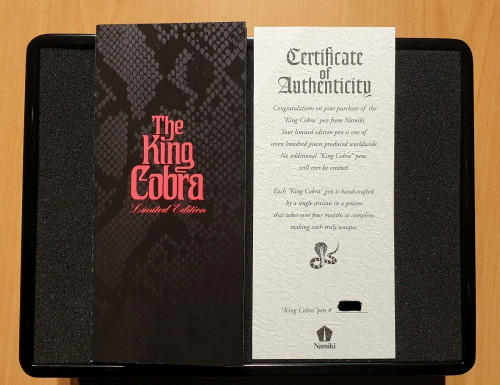 The
King
Cobra
Limited Edition
Certificate
of
Authenticity
Congratulations on your purchase of the
"King Cobra" pen from Namiki.
Your limited edition pen is one of
seven hundred pieces produced worldwide.
No additional "King Cobra" pens
will ever be created.
Each "King Cobra" pen is hand-crafted
by a single artisan in a process
that takes over four months to complete,
making each truly unique.
"King Cobra" pen #
Namiki